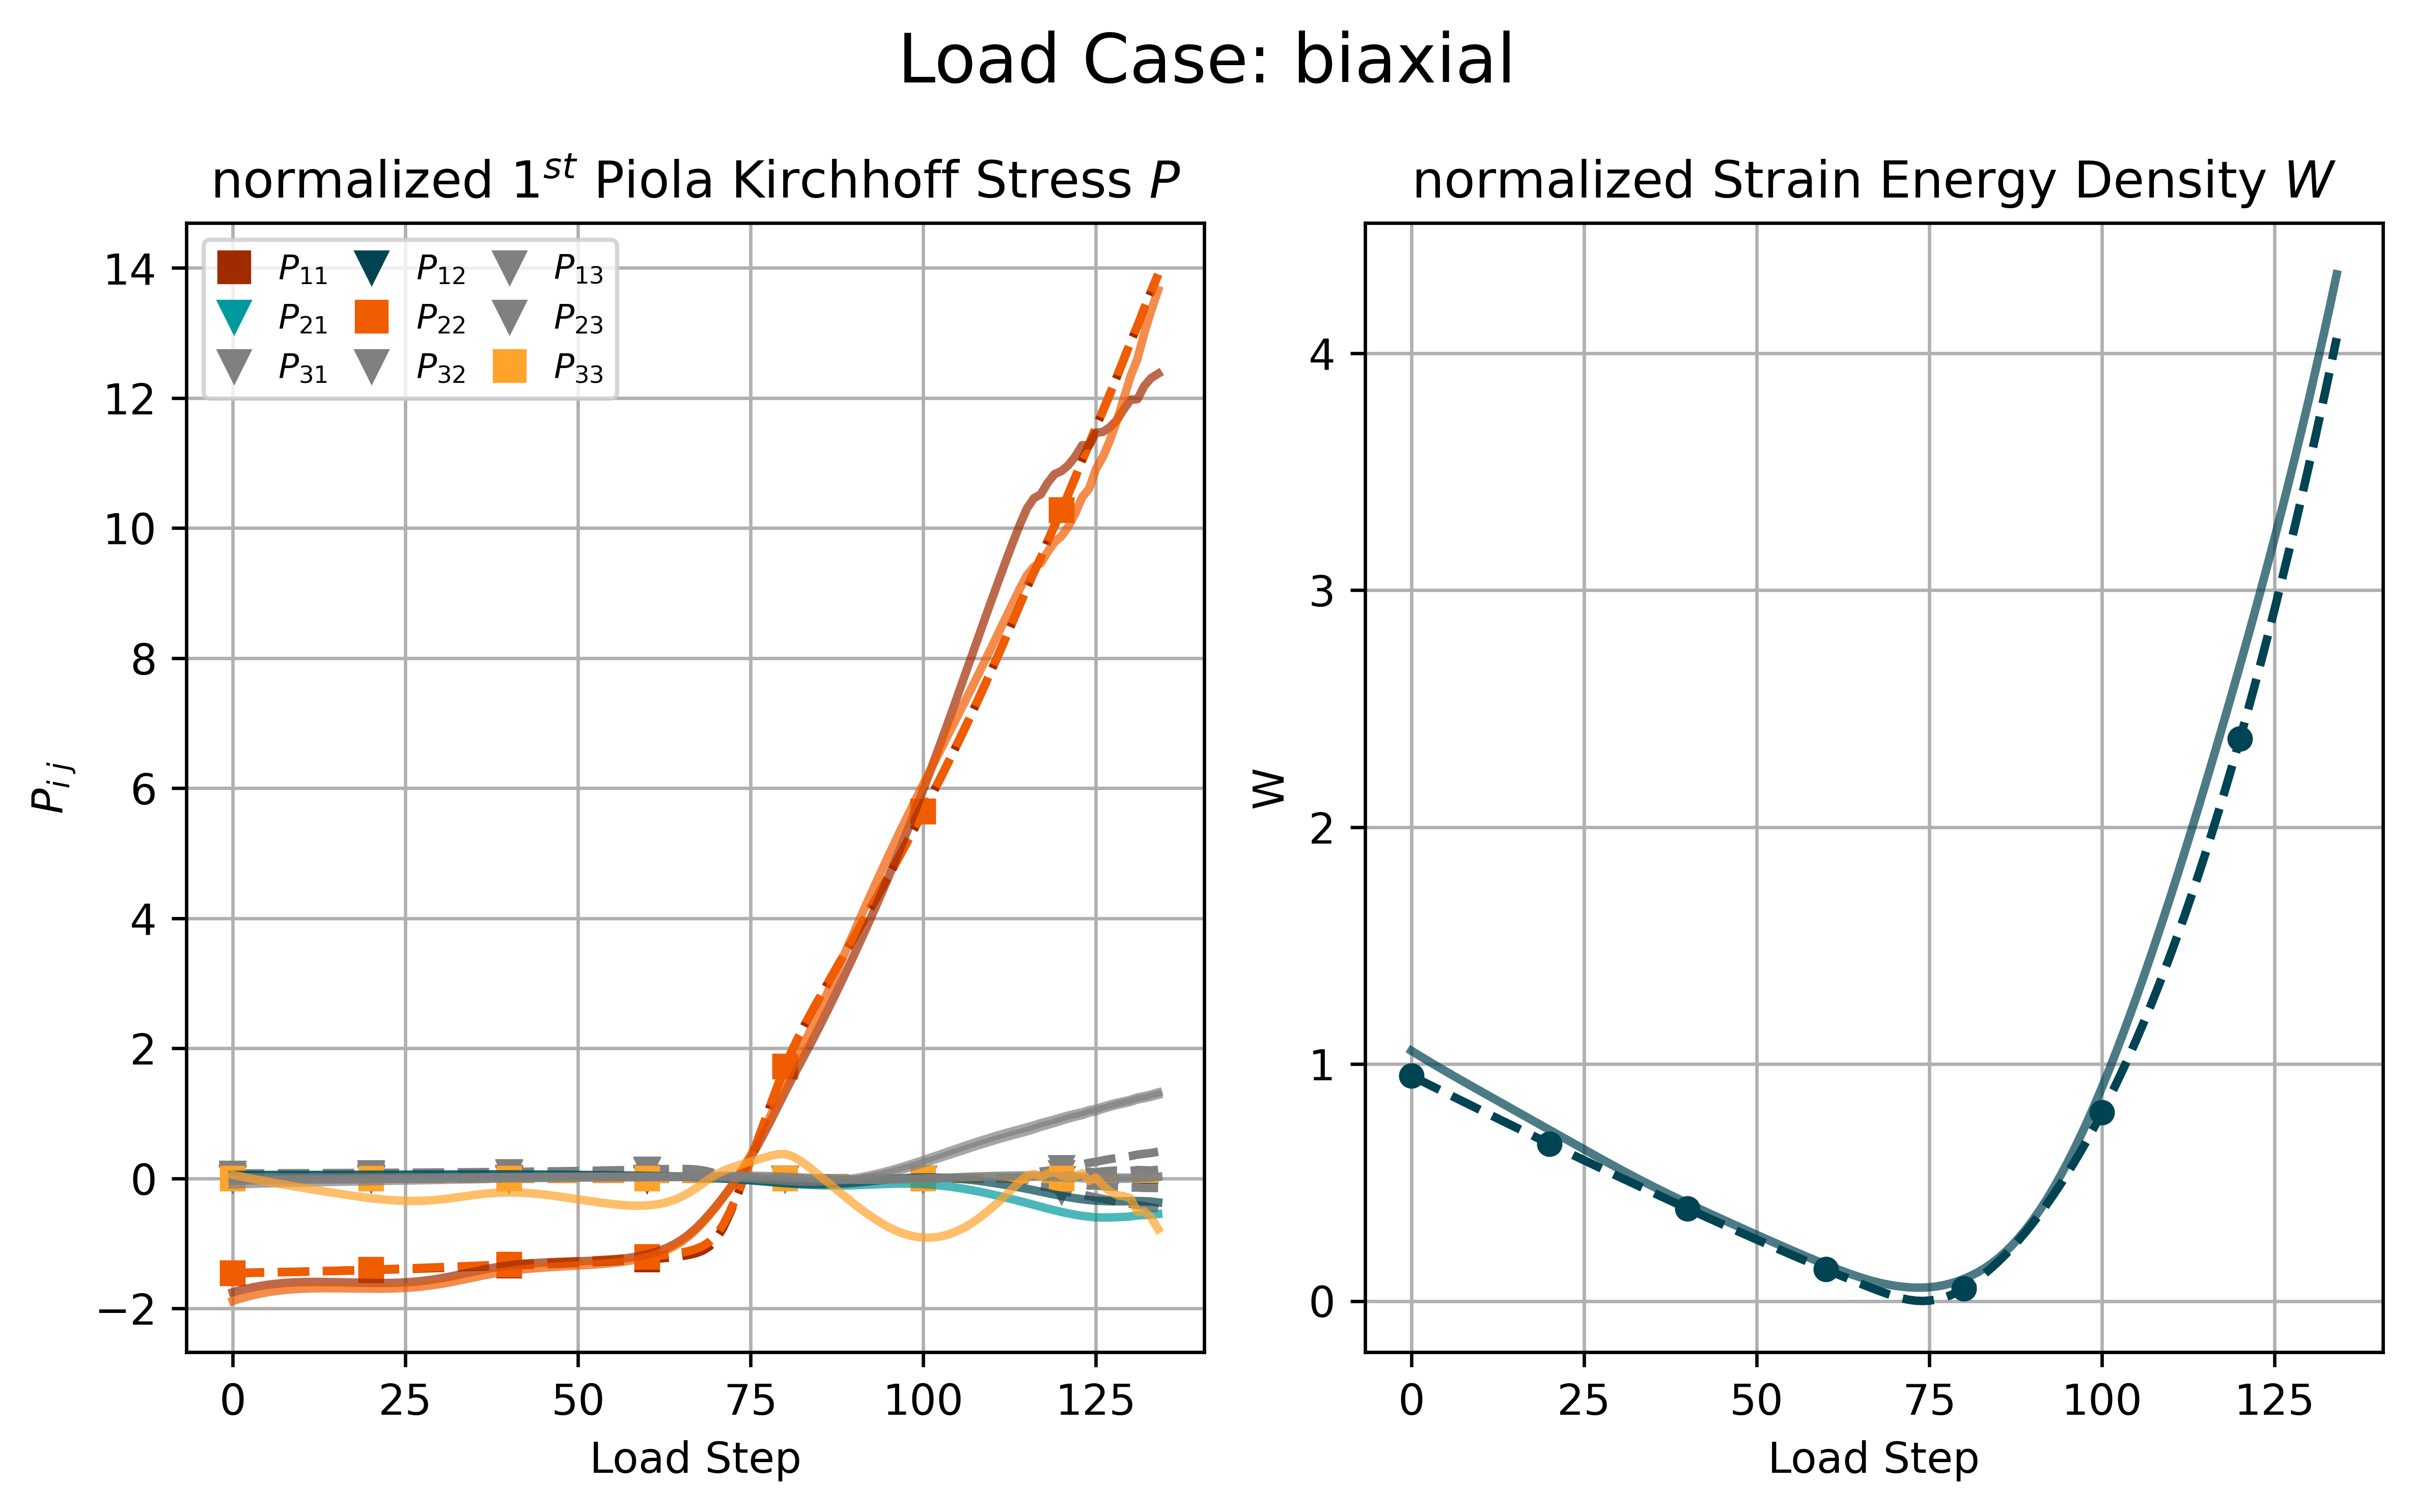 Load Case: biaxial
normalized 1st Piola Kirchhoff Stress P
normalized Strain Energy Density W
P11 P12 P13
P21 P22 P23
P31 P32 P33
14
12
10
8
6
4
2
0
−2
Pi j
0 25 50 75 100 125
Load Step
4
3
2
1
0
W
0 25 50 75 100 125
Load Step